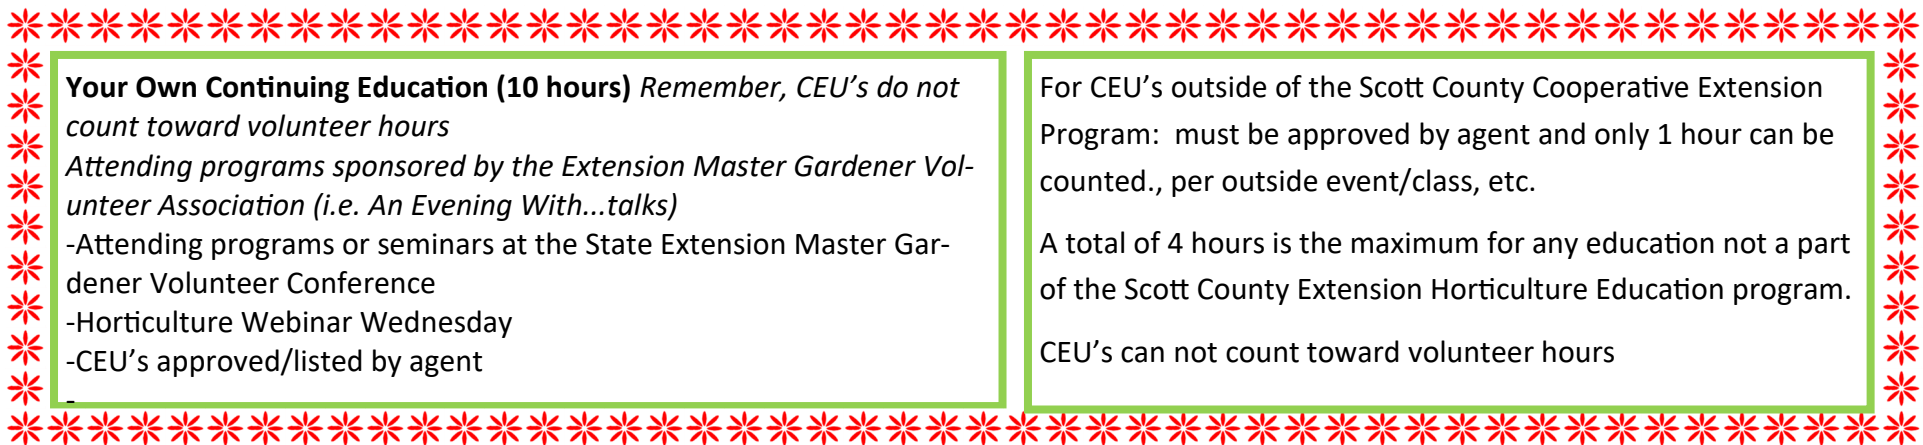 Your Own Continuing Education (10 hours) Remember, CEU's do not
count toward volunteer hours
Attending programs sponsored by the Extension Master Gardener Vol-
unteer Association (i.e. An Evening With...talks)
-Attending programs or seminars at the State Extension Master Gar-
dener Volunteer Conference
-Horticulture Webinar Wednesday
-CEU's approved/listed by agent
-
For CEU's outside of the Scott County Cooperative Extension
Program:  must be approved by agent and only 1 hour can be
counted., per outside event/class, etc.
A total of 4 hours is the maximum for any education not a part
of the Scott County Extension Horticulture Education program.
CEU's can not count toward volunteer hours